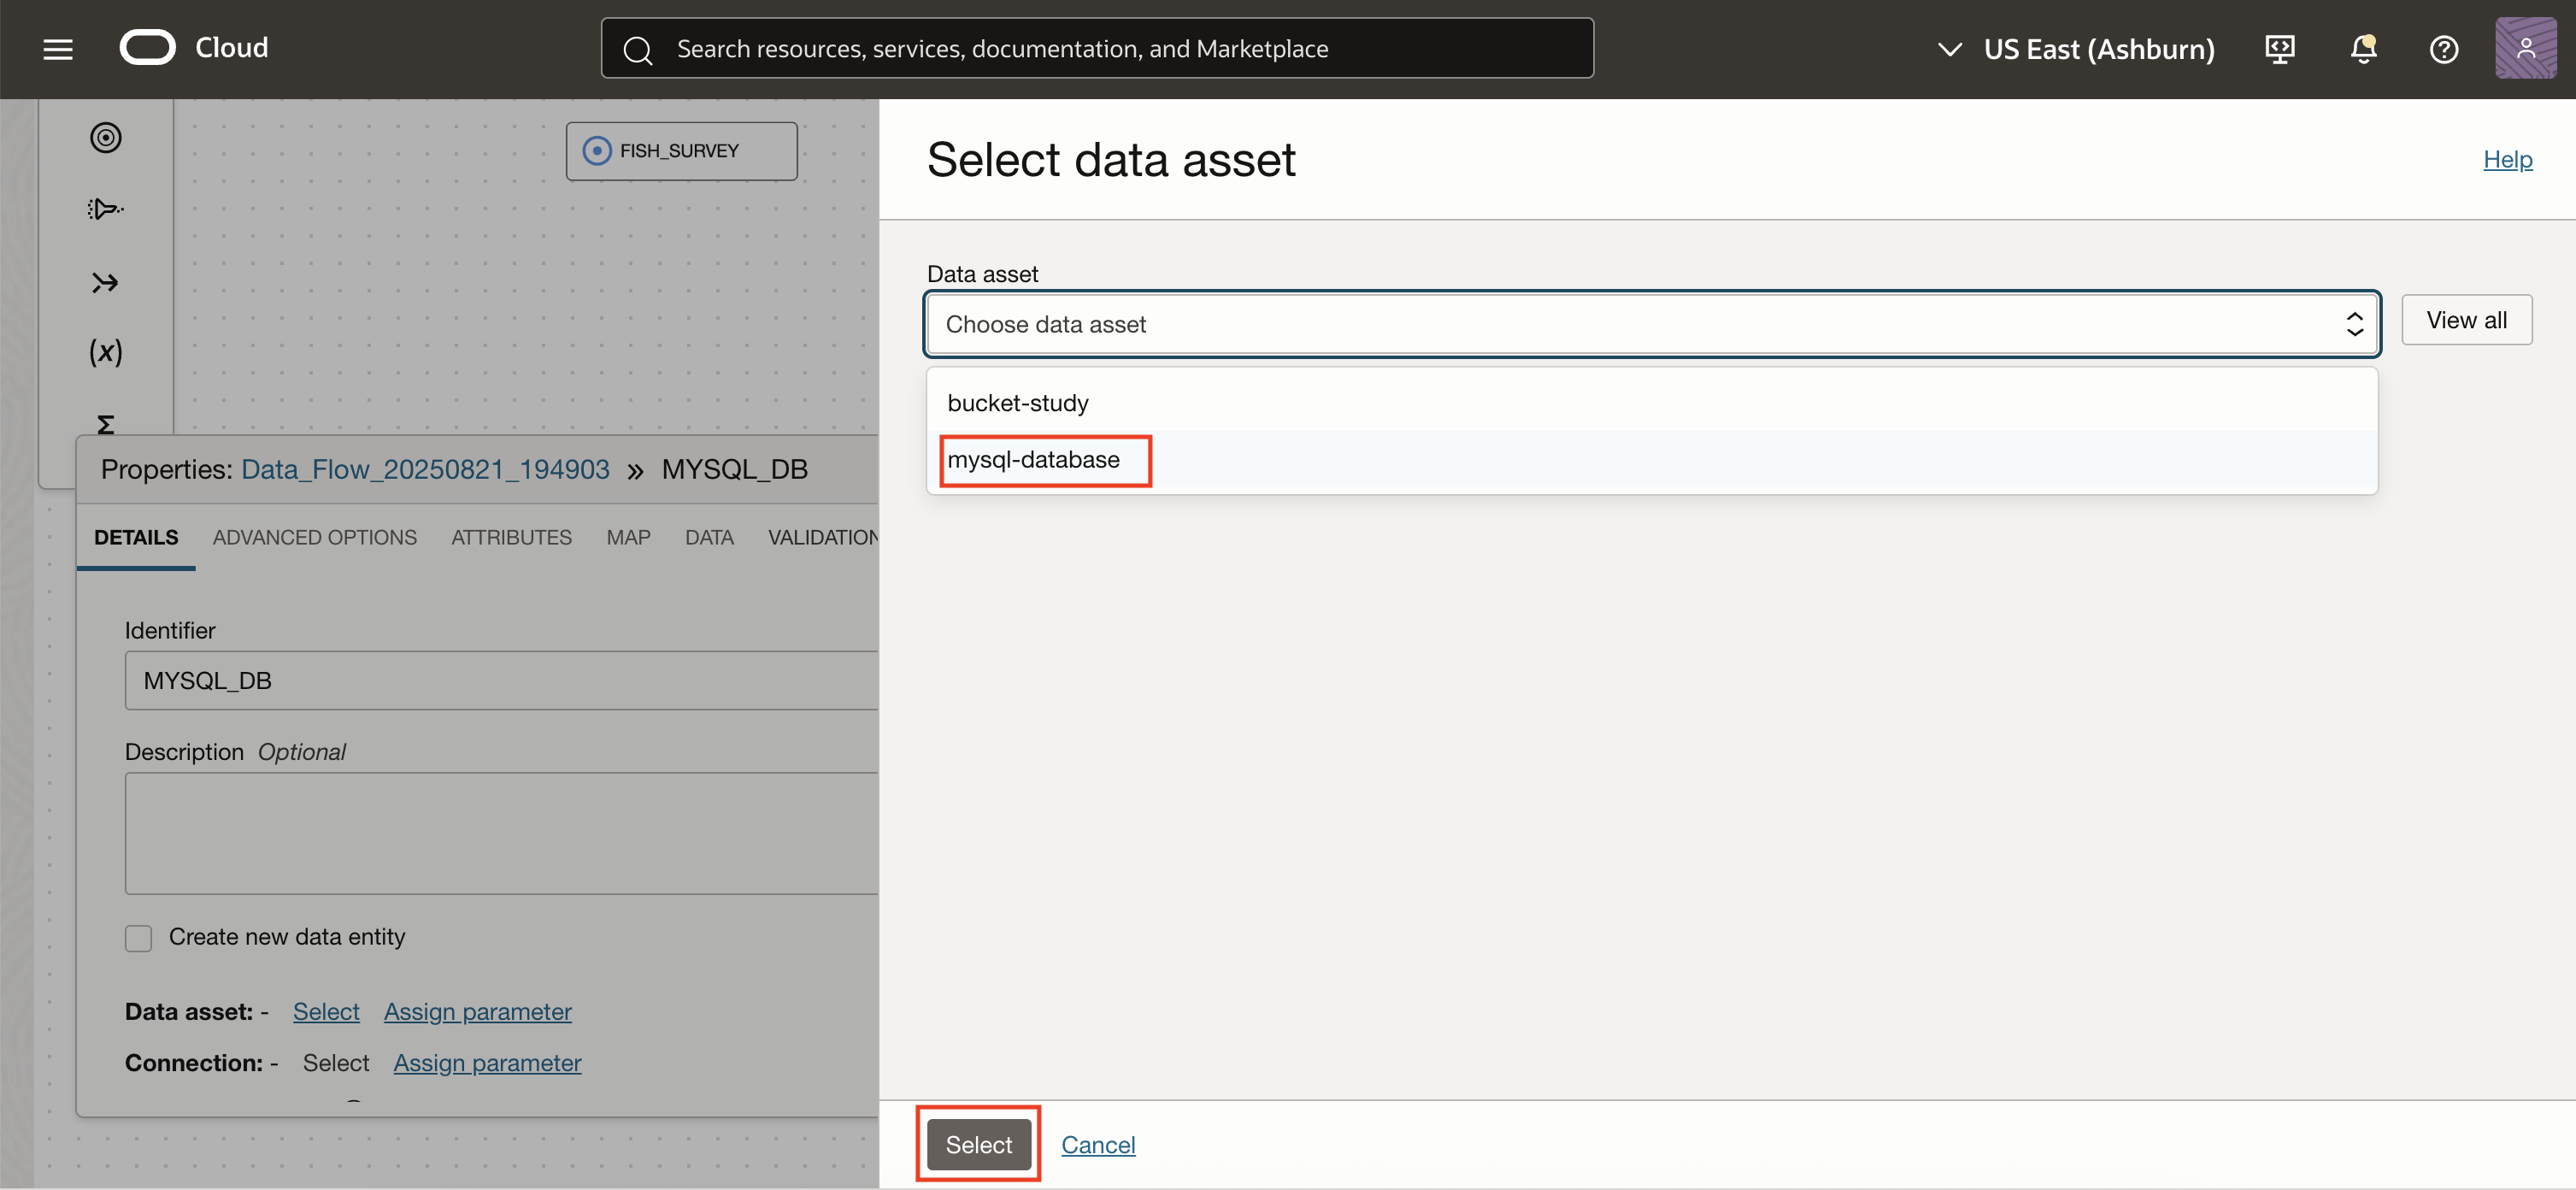 Cloud
Search resources, services, documentation, and Marketplace
US East (Ashburn)
FISH_SURVEY
(x)
Σ
Properties: Data_Flow_20250821_194903 » MYSQL_DB
DETAILS ADVANCED OPTIONS ATTRIBUTES MAP DATA VALIDATION
Identifier
MYSQL_DB
Description Optional
Create new data entity
Data asset: - Select Assign parameter
Connection: - Select Assign parameter
Select data asset
Help
Data asset
Choose data asset
View all
bucket-study
mysql-database
Select Cancel